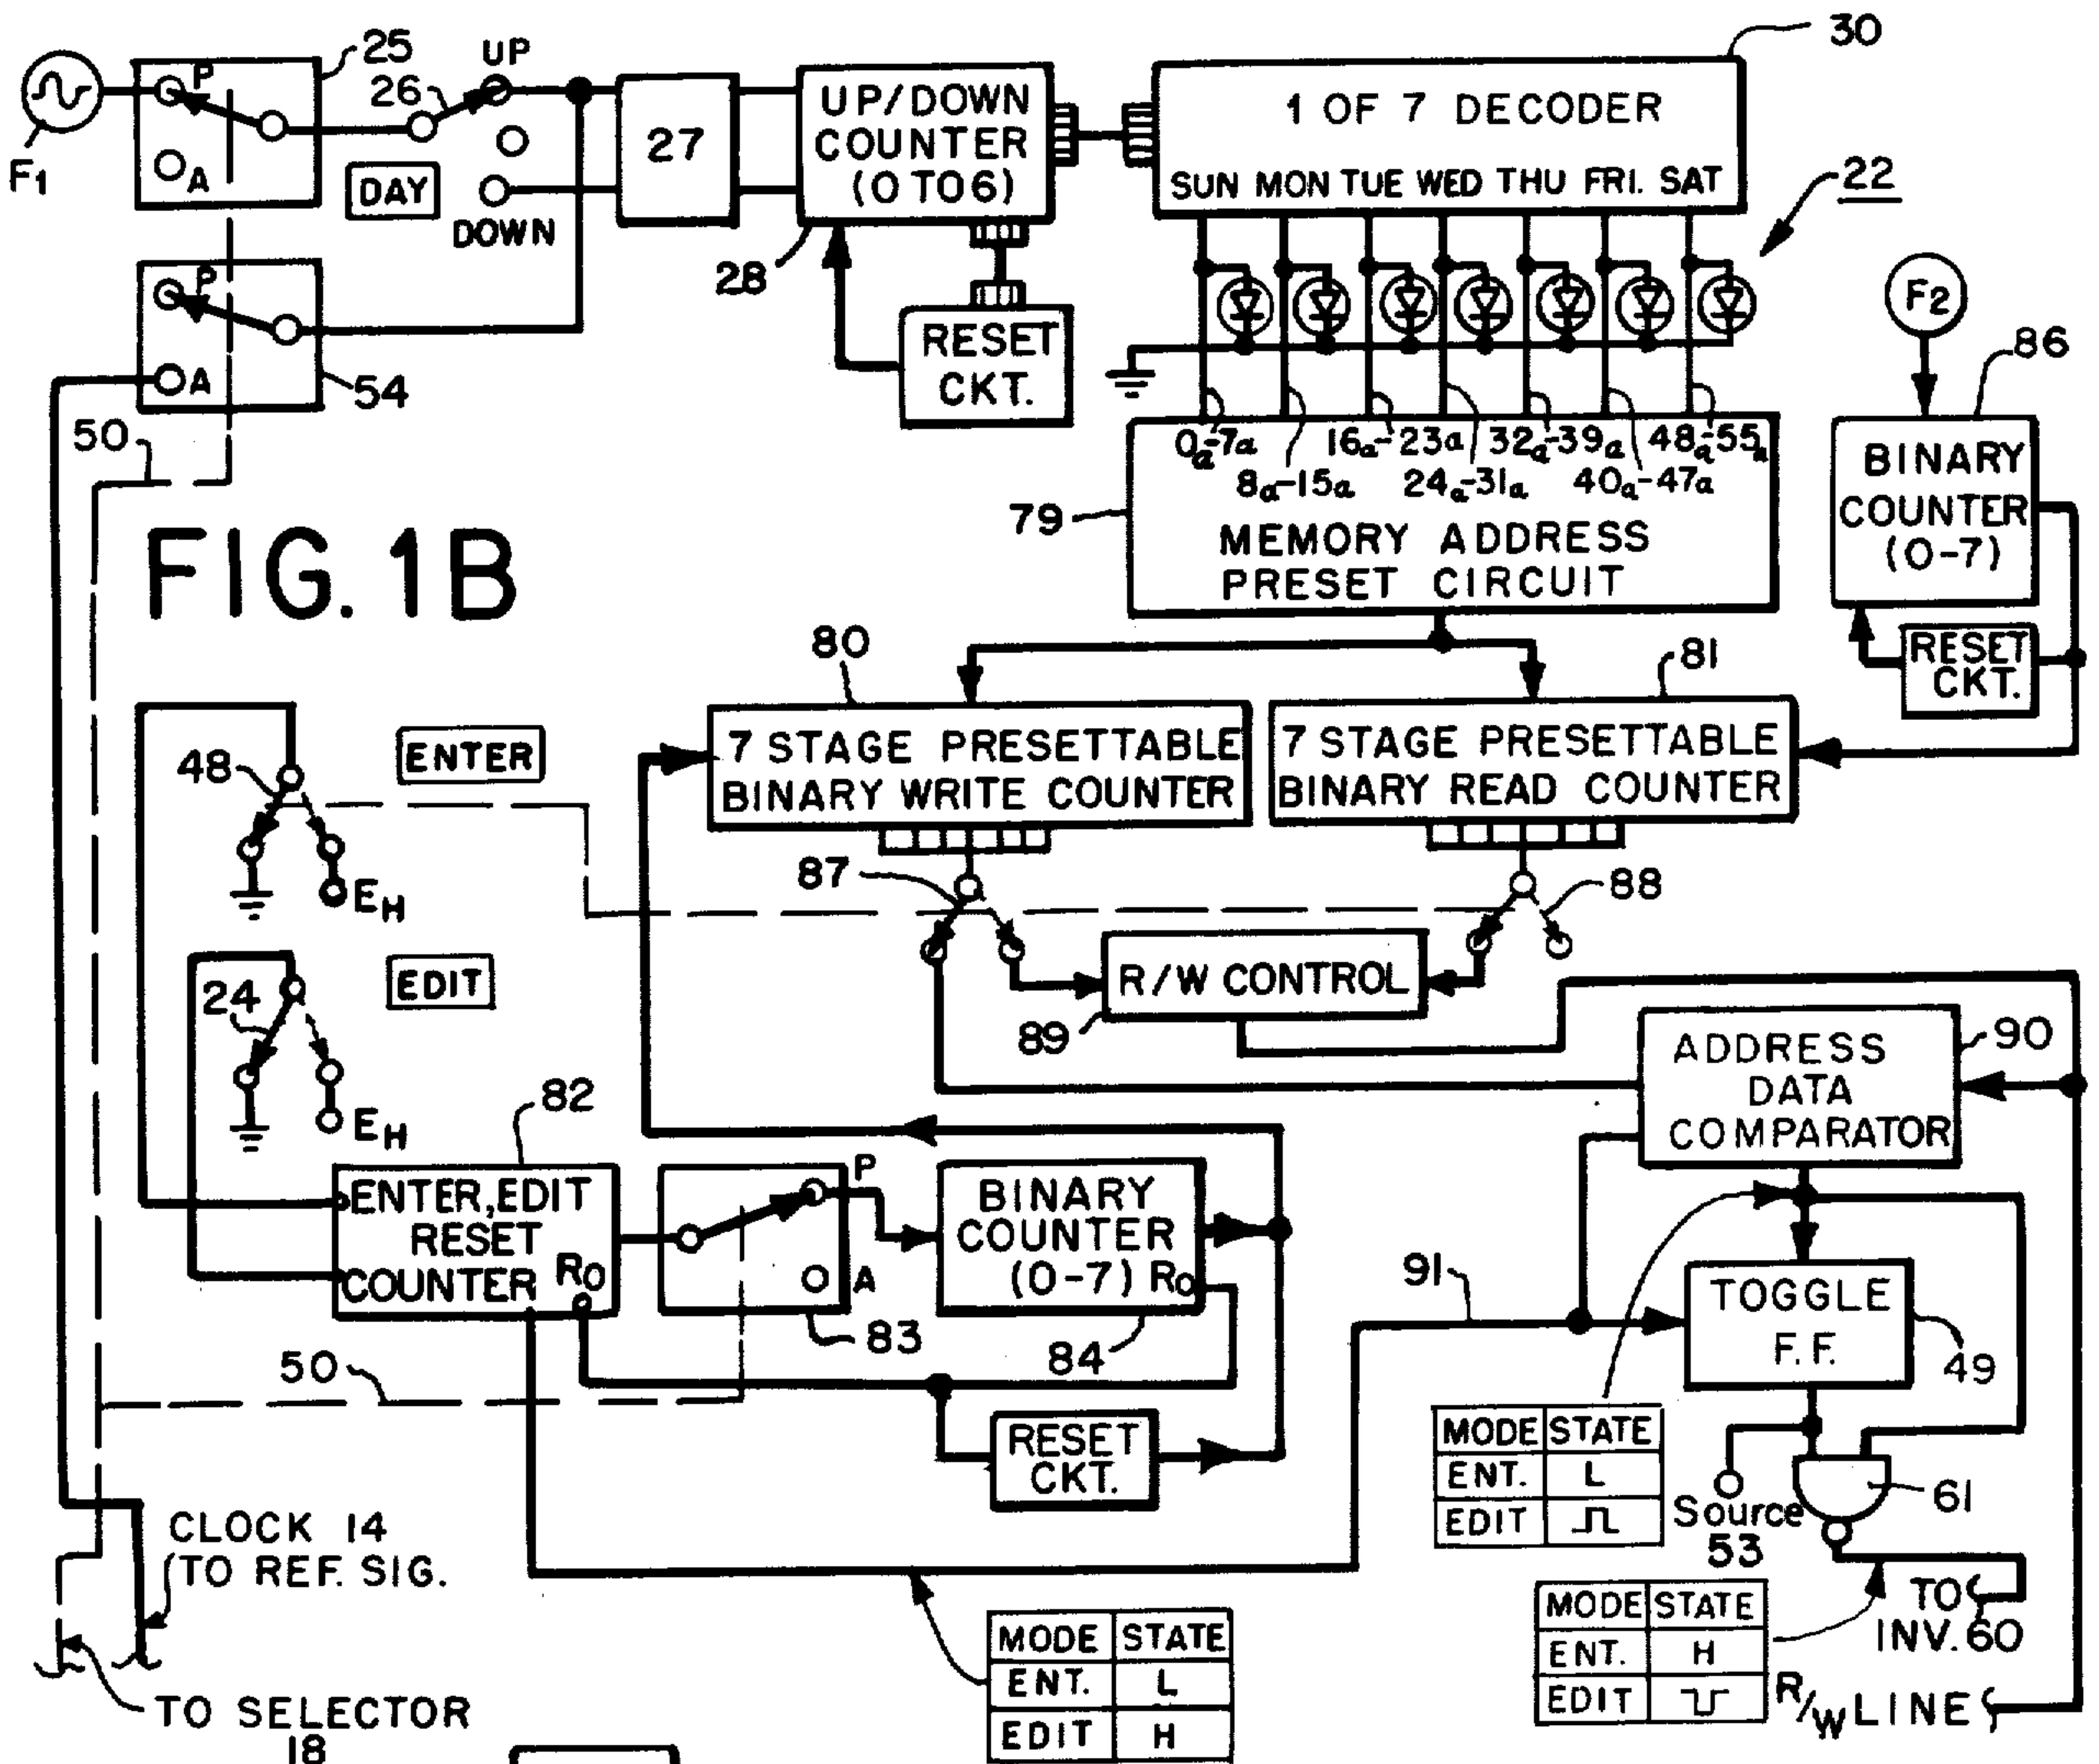 F1
P
A
25
26
UP
DAY
DOWN
27
UP/DOWN
COUNTER
(0 TO 6)
28
RESET
CKT.
30
1 OF 7 DECODER
SUN MON TUE WED THU FRI. SAT
22
P
A
54
50
F2
86
BINARY
COUNTER
(0-7)
RESET
CKT.
0a-7a
16a-23a
32a-39a
48a-55a
8a-15a
24a-31a
40a-47a
79
MEMORY ADDRESS
PRESET CIRCUIT
FIG. 1B
80
7 STAGE PRESETTABLE
BINARY WRITE COUNTER
81
7 STAGE PRESETTABLE
BINARY READ COUNTER
48
ENTER
EH
24
EDIT
EH
87
88
R/W CONTROL
89
90
ADDRESS
DATA
COMPARATOR
82
ENTER, EDIT
RESET
COUNTER RO
P
A
83
BINARY
COUNTER
(0-7) RO
84
50
RESET
CKT.
91
TOGGLE
F. F.
49
MODE STATE
ENT. L
EDIT
Source
53
61
TO
INV. 60
MODE STATE
ENT. H
EDIT
R/W LINE
CLOCK 14
TO REF. SIG.
TO SELECTOR
18
MODE STATE
ENT. L
EDIT H